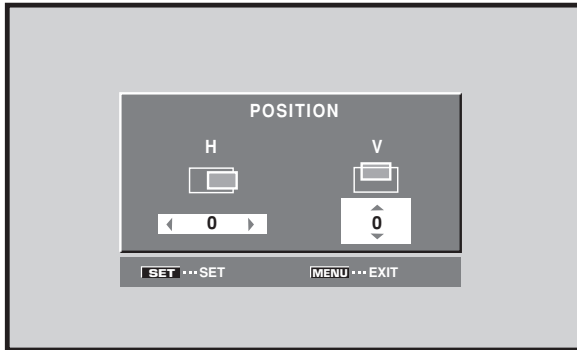 POSITION
H V
0 0
SET ··· SET MENU ··· EXIT